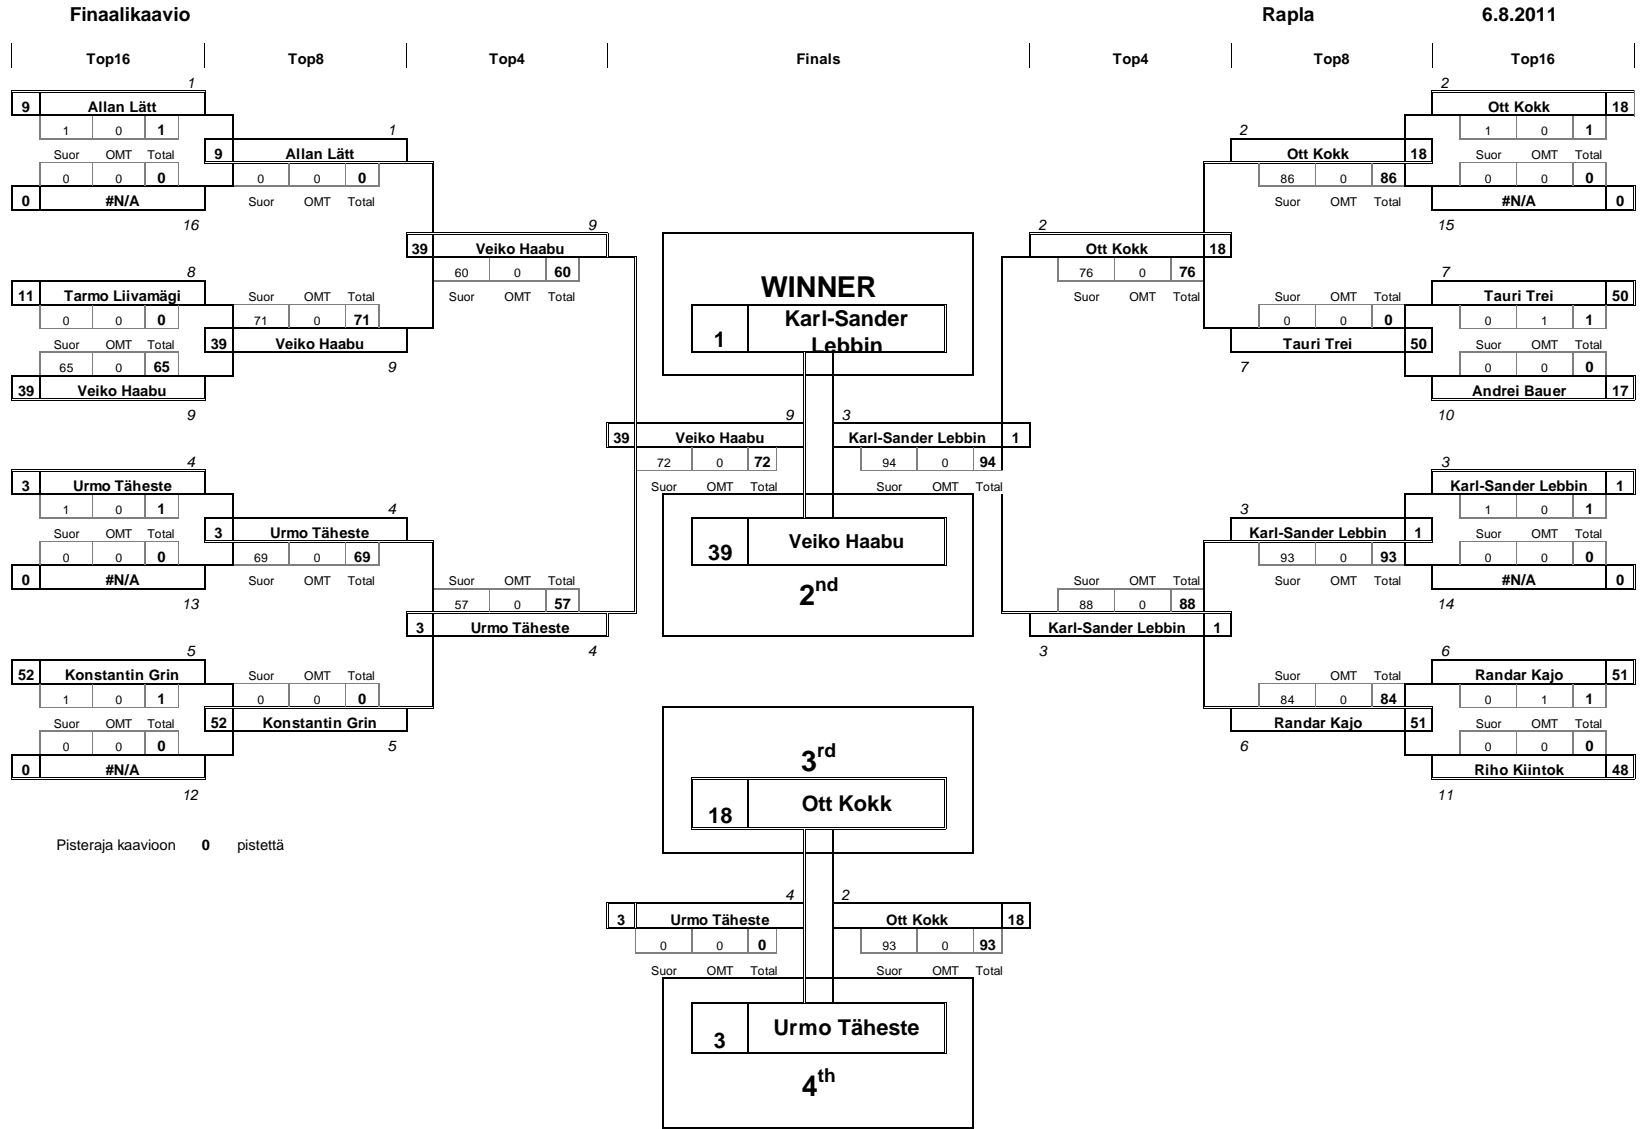 Finaalikaavio Rapla 6.8.2011
Top16 Top8 Top4 Finals Top4 Top8 Top16
1 2
9 Allan Lätt Ott Kokk 18
1 0 1 1 2 1 0 1
Suor OMT Total 9 Allan Lätt Ott Kokk 18 Suor OMT Total
0 0 0 0 0 0 86 0 86 0 0 0
0 #N/A Suor OMT Total Suor OMT Total #N/A 0
16 9 2 15
39 Veiko Haabu Ott Kokk 18
8 60 0 60 76 0 76 7
11 Tarmo Liivamägi Suor OMT Total Suor OMT Total WINNER Suor OMT Total Suor OMT Total Tauri Trei 50
0 0 0 71 0 71 1 Karl-Sander 0 0 0 0 1 1
Suor OMT Total 39 Veiko Haabu Lebbin Tauri Trei 50 Suor OMT Total
65 0 65 9 7 0 0 0
39 Veiko Haabu Andrei Bauer 17
9 9 3 10
39 Veiko Haabu Karl-Sander Lebbin 1
4 72 0 72 94 0 94 3
3 Urmo Täheste Suor OMT Total Suor OMT Total Karl-Sander Lebbin 1
1 0 1 4 3 1 0 1
Suor OMT Total 3 Urmo Täheste 39 Veiko Haabu Karl-Sander Lebbin 1 Suor OMT Total
0 0 0 69 0 69 93 0 93 0 0 0
0 #N/A Suor OMT Total Suor OMT Total 2nd Suor OMT Total Suor OMT Total #N/A 0
13 57 0 57 88 0 88 14
3 Urmo Täheste Karl-Sander Lebbin 1
5 4 3 6
52 Konstantin Grin Suor OMT Total Suor OMT Total Randar Kajo 51
1 0 1 0 0 0 84 0 84 0 1 1
Suor OMT Total 52 Konstantin Grin Randar Kajo 51 Suor OMT Total
0 0 0 5 3rd 6 0 0 0
0 #N/A Riho Kiintok 48
12 18 Ott Kokk 11
Pisteraja kaavioon 0 pistettä
4 2
3 Urmo Täheste Ott Kokk 18
0 0 0 93 0 93
Suor OMT Total Suor OMT Total
3 Urmo Täheste
4th